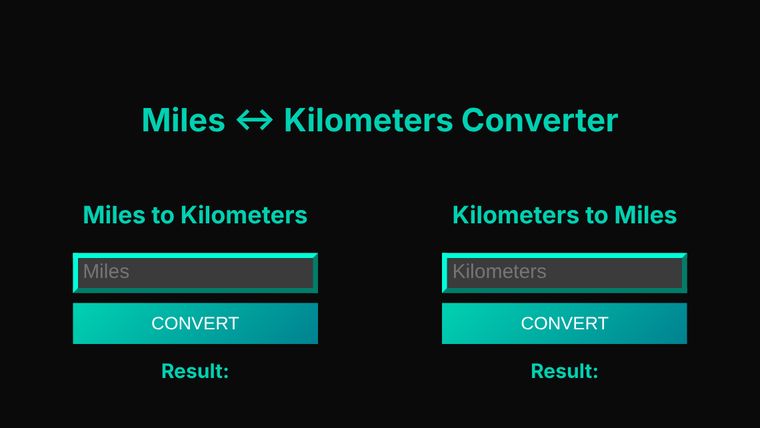 Miles ↔ Kilometers Converter
Miles to Kilometers
Miles
CONVERT
Result:
Kilometers to Miles
Kilometers
CONVERT
Result: